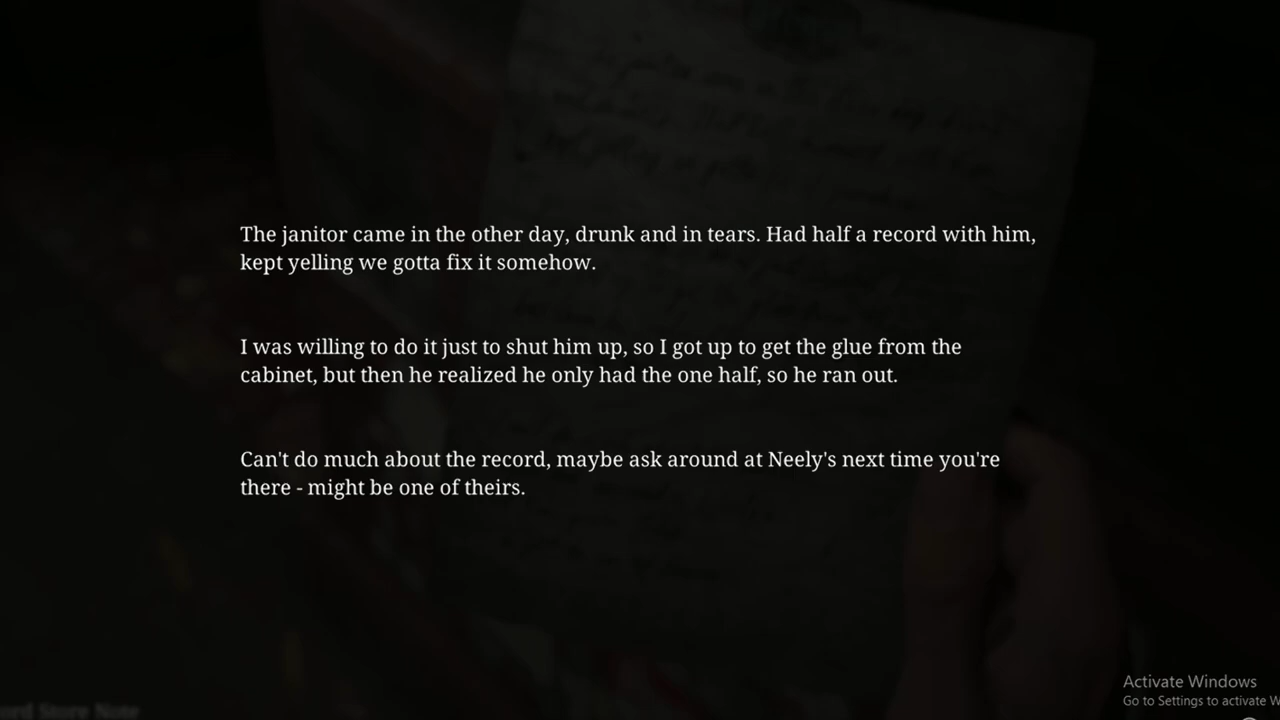 The janitor came in the other day, drunk and in tears. Had half a record with him,
kept yelling we gotta fix it somehow.
I was willing to do it just to shut him up, so I got up to get the glue from the
cabinet, but then he realized he only had the one half, so he ran out.
Can't do much about the record, maybe ask around at Neely's next time you're
there - might be one of theirs.
Activate Windows
Go to Settings to activate W
Store Note